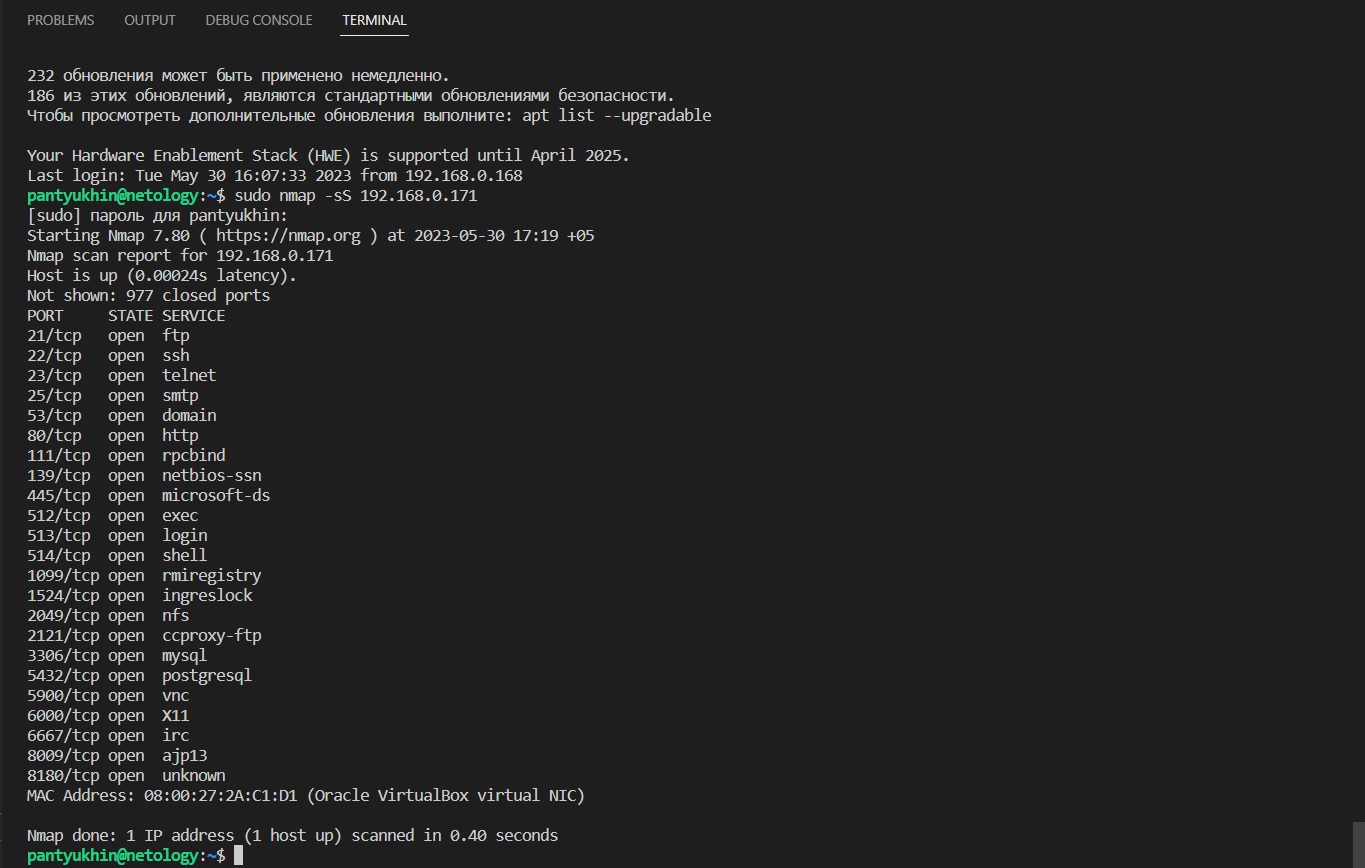 PROBLEMS OUTPUT DEBUG CONSOLE TERMINAL
232 обновления может быть применено немедленно.
186 из этих обновлений, являются стандартными обновлениями безопасности.
Чтобы просмотреть дополнительные обновления выполните: apt list --upgradable
Your Hardware Enablement Stack (HWE) is supported until April 2025.
Last login: Tue May 30 16:07:33 2023 from 192.168.0.168
pantyukhin@netology:~$ sudo nmap -sS 192.168.0.171
[sudo] пароль для pantyukhin:
Starting Nmap 7.80 ( https://nmap.org ) at 2023-05-30 17:19 +05
Nmap scan report for 192.168.0.171
Host is up (0.00024s latency).
Not shown: 977 closed ports
PORT     STATE SERVICE
21/tcp   open  ftp
22/tcp   open  ssh
23/tcp   open  telnet
25/tcp   open  smtp
53/tcp   open  domain
80/tcp   open  http
111/tcp  open  rpcbind
139/tcp  open  netbios-ssn
445/tcp  open  microsoft-ds
512/tcp  open  exec
513/tcp  open  login
514/tcp  open  shell
1099/tcp open  rmiregistry
1524/tcp open  ingreslock
2049/tcp open  nfs
2121/tcp open  ccproxy-ftp
3306/tcp open  mysql
5432/tcp open  postgresql
5900/tcp open  vnc
6000/tcp open  X11
6667/tcp open  irc
8009/tcp open  ajp13
8180/tcp open  unknown
MAC Address: 08:00:27:2A:C1:D1 (Oracle VirtualBox virtual NIC)
Nmap done: 1 IP address (1 host up) scanned in 0.40 seconds
pantyukhin@netology:~$